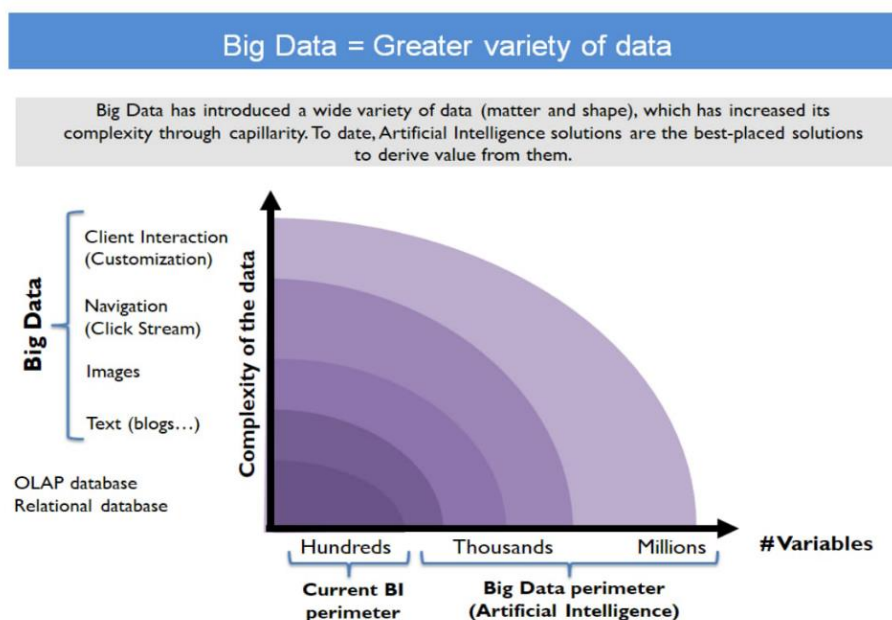 Big Data = Greater variety of data
Big Data has introduced a wide variety of data (matter and shape), which has increased its
complexity through capillarity. To date, Artificial Intelligence solutions are the best-placed solutions
to derive value from them.
Big Data
Client Interaction
(Customization)
Navigation
(Click Stream)
Images
Text (blogs…)
OLAP database
Relational database
Complexity of the data
Hundreds
Thousands
Millions
#Variables
Current BI
perimeter
Big Data perimeter
(Artificial Intelligence)